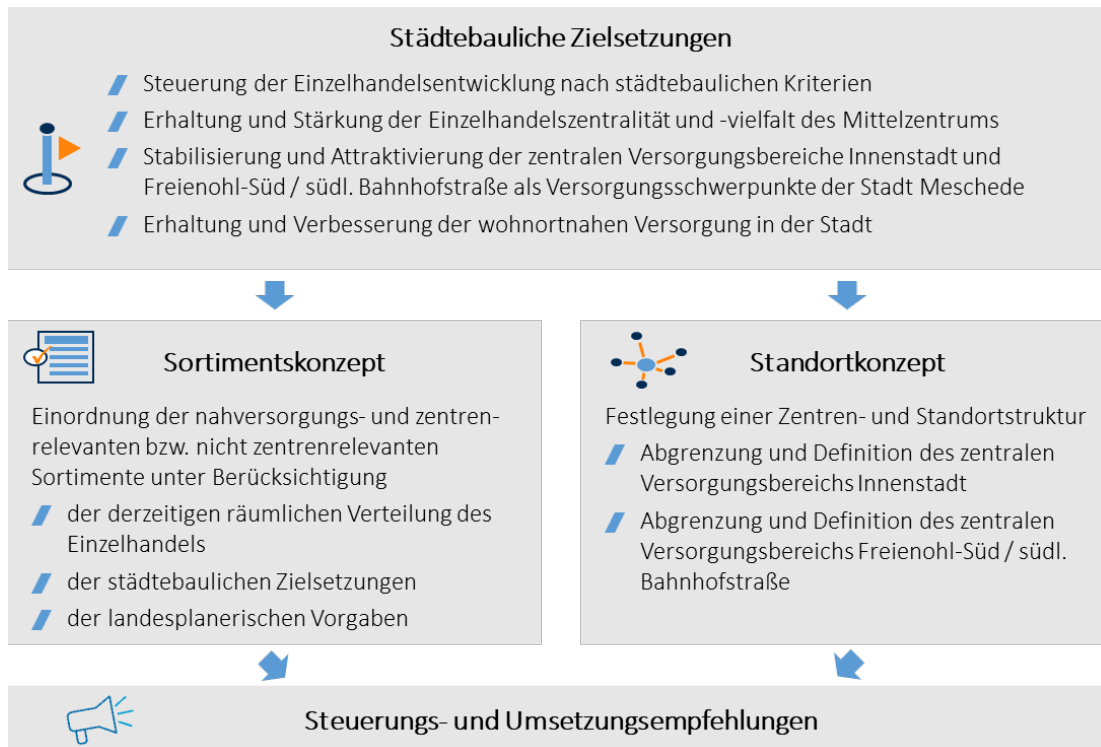 Städtebauliche Zielsetzungen
Steuerung der Einzelhandelsentwicklung nach städtebaulichen Kriterien
Erhaltung und Stärkung der Einzelhandelszentralität und -vielfalt des Mittelzentrums
Stabilisierung und Attraktivierung der zentralen Versorgungsbereiche Innenstadt und
Freienohl-Süd / südl. Bahnhofstraße als Versorgungsschwerpunkte der Stadt Meschede
Erhaltung und Verbesserung der wohnortnahen Versorgung in der Stadt
Sortimentskonzept
Einordnung der nahversorgungs- und zentren-
relevanten bzw. nicht zentrenrelevanten
Sortimente unter Berücksichtigung
der derzeitigen räumlichen Verteilung des
Einzelhandels
der städtebaulichen Zielsetzungen
der landesplanerischen Vorgaben
Standortkonzept
Festlegung einer Zentren- und Standortstruktur
Abgrenzung und Definition des zentralen
Versorgungsbereichs Innenstadt
Abgrenzung und Definition des zentralen
Versorgungsbereichs Freienohl-Süd / südl.
Bahnhofstraße
Steuerungs- und Umsetzungsempfehlungen